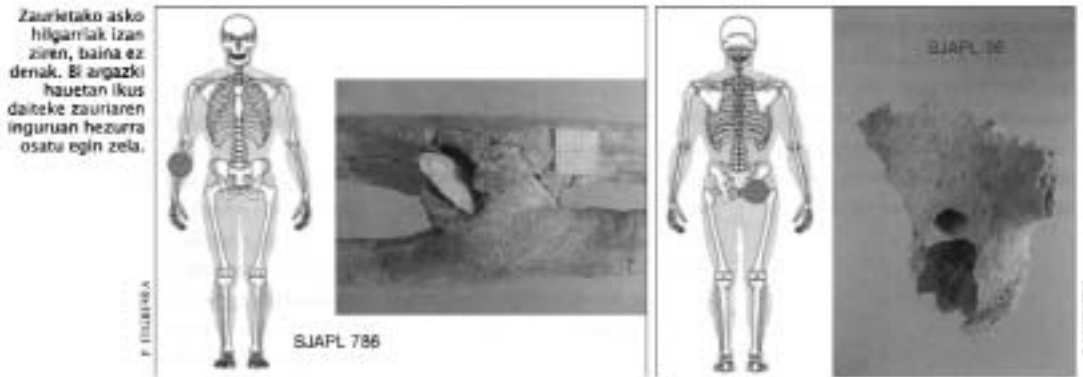 Zaurietako asko
hilgarriak izan
ziren, baina ez
denak. Bi argazki
hauetan ikus
daiteke zauriaren
inguruan hezurra
osatu egin zela.
SJAPL 786
SJAPL